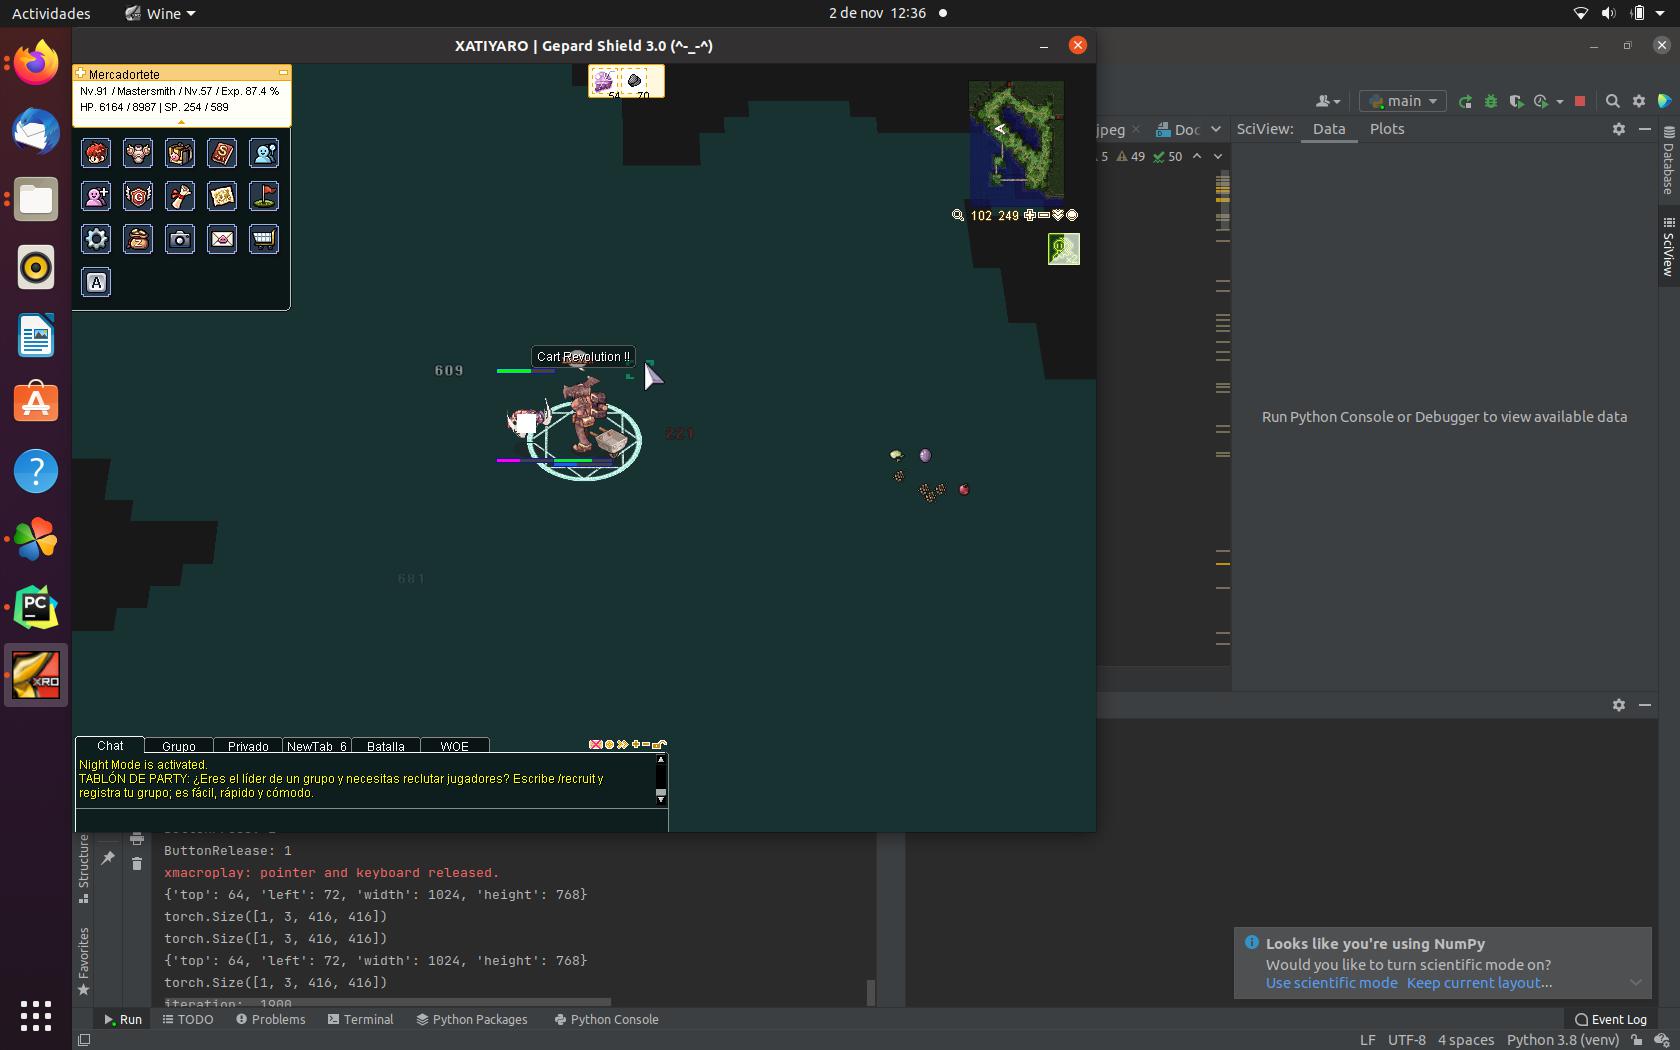 Actividades
Wine
2 de nov 12:36
XATIYARO | Gepard Shield 3.0 (^-_-^)
Mercadortete
Nv.91 / Mastersmith / Nv.57 / Exp. 87.4 %
HP. 6164 / 8987 | SP. 254 / 589
54
70
102 249
x2
A
609
Cart Revolution !!
221
681
Chat
Grupo
Privado
NewTab_6
Batalla
WOE
Night Mode is activated.
TABLÓN DE PARTY: ¿Eres el líder de un grupo y necesitas reclutar jugadores? Escribe /recruit y
registra tu grupo; es fácil, rápido y cómodo.
main
jpeg
Doc
SciView:
Data
Plots
5
49
50
Database
SciView
Run Python Console or Debugger to view available data
PC
XRO
Structure
Favorites
ButtonRelease: 1
xmacroplay: pointer and keyboard released.
{'top': 64, 'left': 72, 'width': 1024, 'height': 768}
torch.Size([1, 3, 416, 416])
torch.Size([1, 3, 416, 416])
{'top': 64, 'left': 72, 'width': 1024, 'height': 768}
torch.Size([1, 3, 416, 416])
iteration: 1900
Looks like you're using NumPy
Would you like to turn scientific mode on?
Use scientific mode
Keep current layout...
Run
TODO
Problems
Terminal
Python Packages
Python Console
Event Log
LF
UTF-8
4 spaces
Python 3.8 (venv)